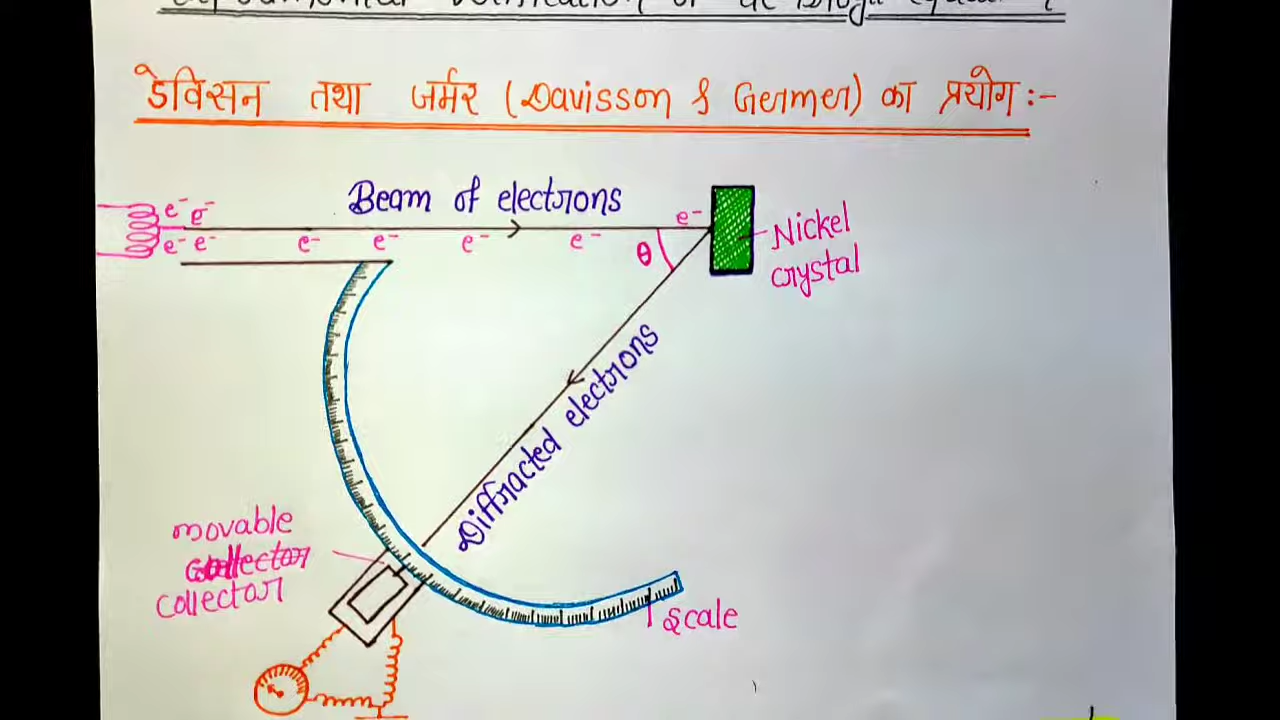 डेविसन तथा जर्मर (Davisson & Germer) का प्रयोग :-
Beam of electrons
e⁻ e⁻
e⁻
e⁻ e⁻ e⁻ e⁻ e⁻ e⁻
θ
Nickel
crystal
Diffracted electrons
movable
collector
collector
scale